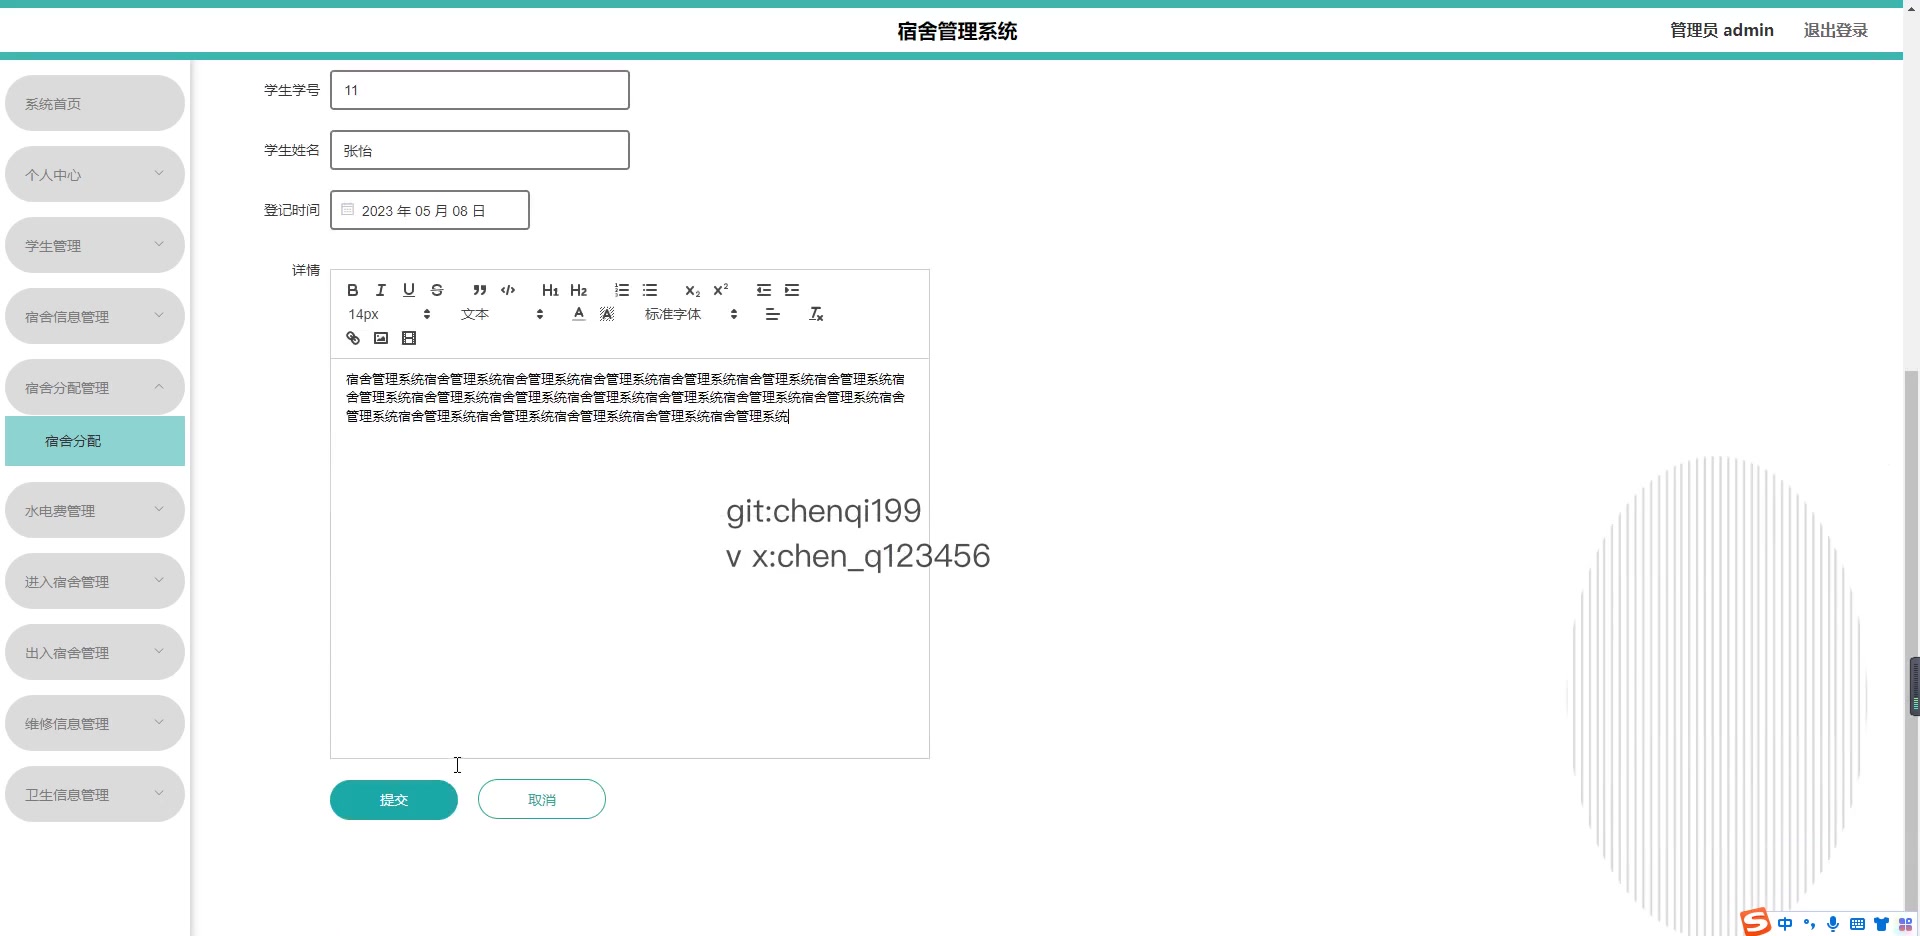 宿舍管理系统
管理员 admin
退出登录
系统首页
个人中心
学生管理
宿舍信息管理
宿舍分配管理
宿舍分配
水电费管理
进入宿舍管理
出入宿舍管理
维修信息管理
卫生信息管理
学生学号
11
学生姓名
张怡
登记时间
2023 年 05 月 08 日
详情
B I U S H1 H2 X2 X2
14px 文本 A A 标准字体 Tx
宿舍管理系统宿舍管理系统宿舍管理系统宿舍管理系统宿舍管理系统宿舍管理系统宿舍管理系统宿
舍管理系统宿舍管理系统宿舍管理系统宿舍管理系统宿舍管理系统宿舍管理系统宿舍管理系统宿舍
管理系统宿舍管理系统宿舍管理系统宿舍管理系统宿舍管理系统宿舍管理系统
git:chenqi199
v x:chen_q123456
提交
取消
S 中